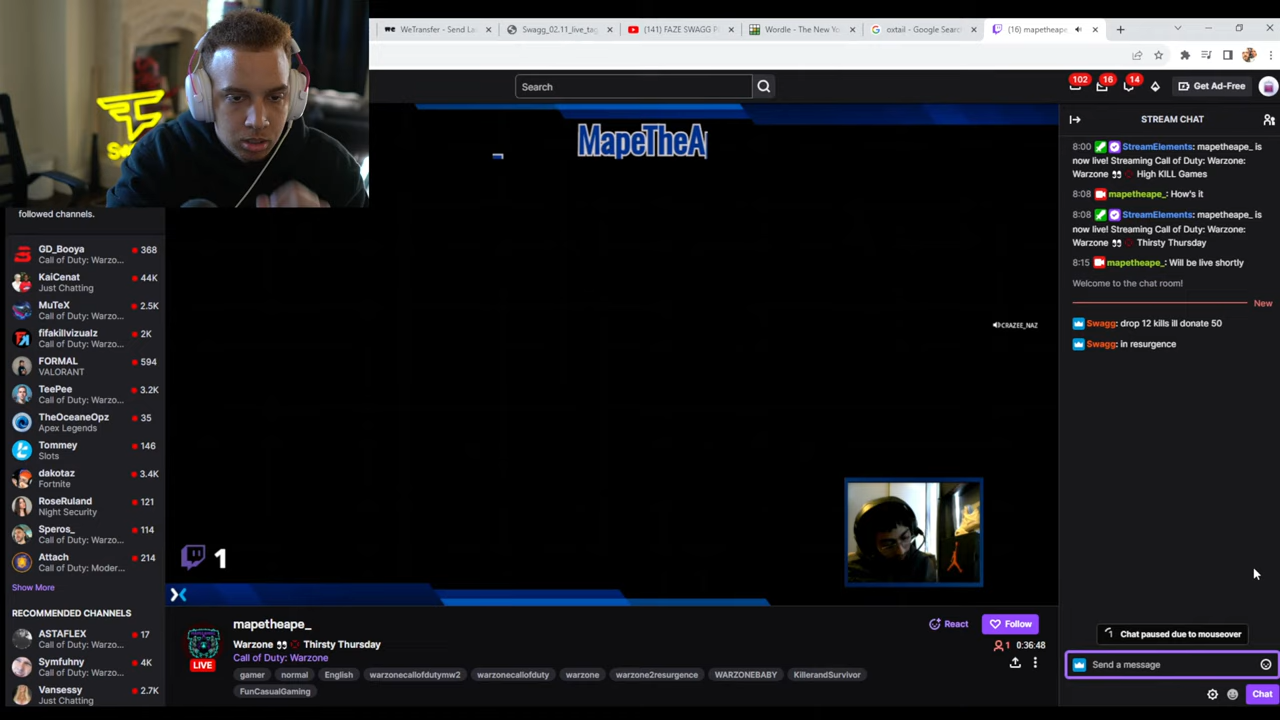 WeTransfer - Send La
Swagg_02.11_live_tag
(141) FAZE SWAGG P
Wordle - The New Yo
oxtail - Google Searc
(16) mapetheape_
Search
102
16
14
Get Ad-Free
followed channels.
GD_Booya 368
Call of Duty: Warzo...
KaiCenat 44K
Just Chatting
MuTeX 2.5K
Call of Duty: Warzo...
fifakillvizualz 2K
Call of Duty: Warzo...
FORMAL 594
VALORANT
TeePee 3.2K
Call of Duty: Warzo...
TheOceaneOpz 35
Apex Legends
Tommey 146
Slots
dakotaz 3.4K
Fortnite
RoseRuland 121
Night Security
Speros_ 114
Call of Duty: Warzo...
Attach 214
Call of Duty: Moder...
Show More
RECOMMENDED CHANNELS
ASTAFLEX 17
Call of Duty: Warzo...
Symfuhny 4K
Call of Duty: Warzo...
Vansessy 2.7K
Just Chatting
MapeTheA
CRAZEE_NAZ
1
mapetheape_
LIVE
Warzone 👀 💢 Thirsty Thursday
Call of Duty: Warzone
gamer normal English warzonecallofdutymw2 warzonecallofduty warzone warzone2resurgence WARZONEBABY KillerandSurvivor
FunCasualGaming
React
Follow
1 0:36:48
STREAM CHAT
8:00 StreamElements: mapetheape_ is
now live! Streaming Call of Duty: Warzone:
Warzone 👀 💢 High KILL Games
8:08 mapetheape_: How's it
8:08 StreamElements: mapetheape_ is
now live! Streaming Call of Duty: Warzone:
Warzone 👀 💢 Thirsty Thursday
8:15 mapetheape_: Will be live shortly
Welcome to the chat room!
New
Swagg: drop 12 kills ill donate 50
Swagg: in resurgence
Chat paused due to mouseover
Send a message
Chat